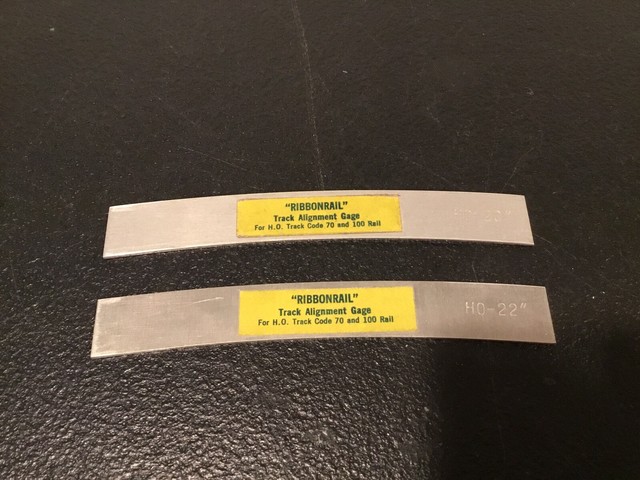 "RIBBONRAIL"
Track Alignment Gage
For H.O. Track Code 70 and 100 Rail
"RIBBONRAIL"
Track Alignment Gage
For H.O. Track Code 70 and 100 Rail
HO-22"